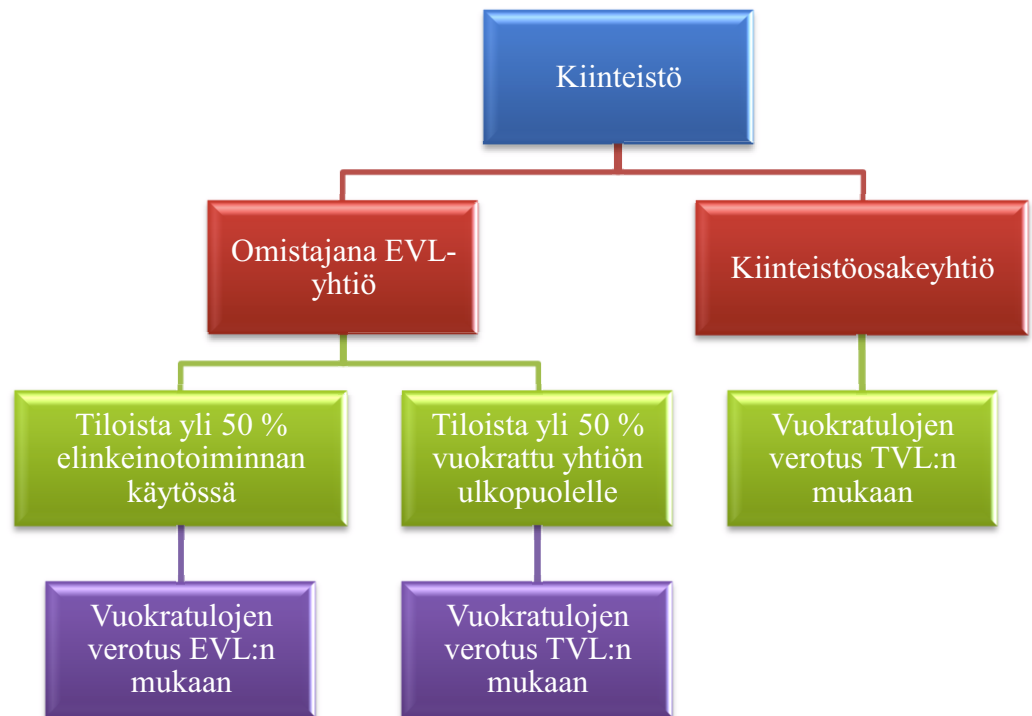 Kiinteistö
Omistajana EVL-
yhtiö
Kiinteistöosakeyhtiö
Tiloista yli 50 %
elinkeinotoiminnan
käytössä
Tiloista yli 50 %
vuokrattu yhtiön
ulkopuolelle
Vuokratulojen
verotus TVL:n
mukaan
Vuokratulojen
verotus EVL:n
mukaan
Vuokratulojen
verotus TVL:n
mukaan